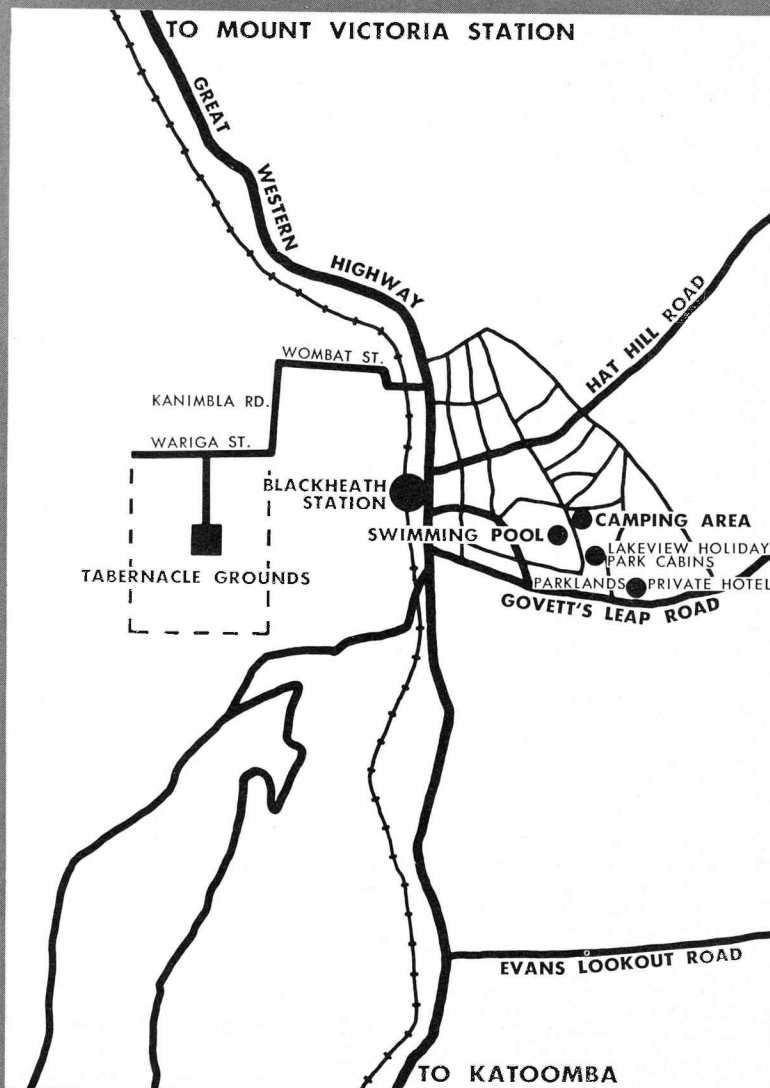 TO MOUNT VICTORIA STATION
GREAT
WESTERN
HIGHWAY
HAT HILL ROAD
WOMBAT ST.
KANIMBLA RD.
WARIGA ST.
BLACKHEATH
STATION
CAMPING AREA
SWIMMING POOL
LAKEVIEW HOLIDAY
PARK CABINS
TABERNACLE GROUNDS
PARKLANDS PRIVATE HOTEL
GOVETT'S LEAP ROAD
EVANS LOOKOUT ROAD
TO KATOOMBA